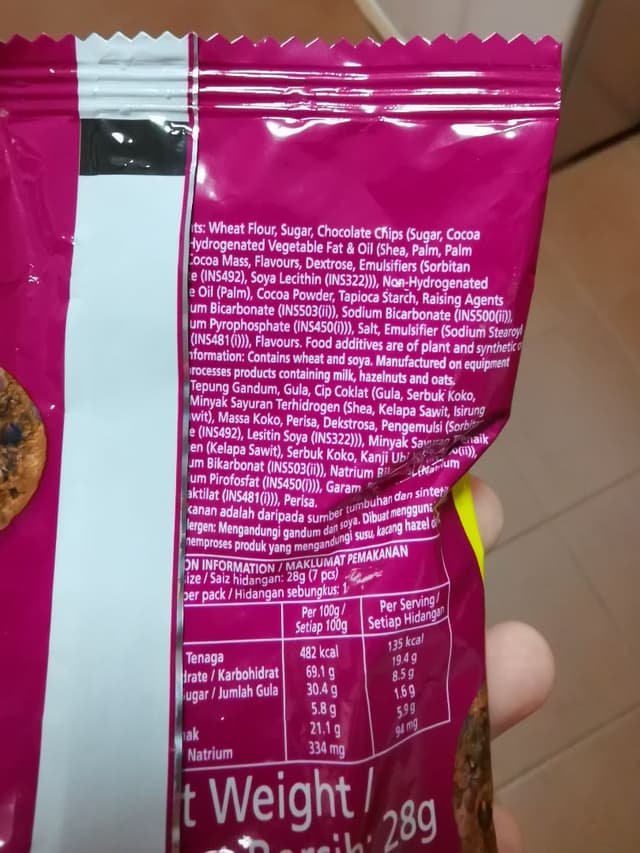 ts: Wheat Flour, Sugar, Chocolate Chips (Sugar, Cocoa
Hydrogenated Vegetable Fat & Oil (Shea, Palm, Palm
Cocoa Mass, Flavours, Dextrose, Emulsifiers (Sorbitan
e (INS492), Soya Lecithin (INS322))), Non-Hydrogenated
e Oil (Palm), Cocoa Powder, Tapioca Starch, Raising Agents
um Bicarbonate (INS503(ii)), Sodium Bicarbonate (INS500(ii)),
um Pyrophosphate (INS450(i))), Salt, Emulsifier (Sodium Stearoyl
(INS481(i))), Flavours. Food additives are of plant and synthetic o
nformation: Contains wheat and soya. Manufactured on equipment
rocesses products containing milk, hazelnuts and oats.
Tepung Gandum, Gula, Cip Coklat (Gula, Serbuk Koko,
Minyak Sayuran Terhidrogen (Shea, Kelapa Sawit, Isirung
wit), Massa Koko, Perisa, Dekstrosa, Pengemulsi (Sorbit
e (INS492), Lesitin Soya (INS322))), Minyak Sayuran
en (Kelapa Sawit), Serbuk Koko, Kanji Ubi
um Bikarbonat (INS503(ii)), Natrium
um Pirofosfat (INS450(i))), Garam
aktilat (INS481(i))), Perisa.
kanan adalah daripada sumber tumbuhan dan sinteti
lergen: Mengandungi gandum dan soya. Dibuat mengguna
memproses produk yang mengandungi susu, kacang hazel d
ON INFORMATION / MAKLUMAT PEMAKANAN
ize / Saiz hidangan: 28g (7 pcs)
per pack / Hidangan sebungkus: 1
Per 100g / Per Serving /
Setiap 100g Setiap Hidangan
Tenaga 482 kcal 135 kcal
drate / Karbohidrat 69.1 g 19.4 g
ugar / Jumlah Gula 30.4 g 8.5 g
5.8 g 1.6 g
ak 21.1 g 5.9 g
Natrium 334 mg 94 mg
t Weight /
Bersih: 28g